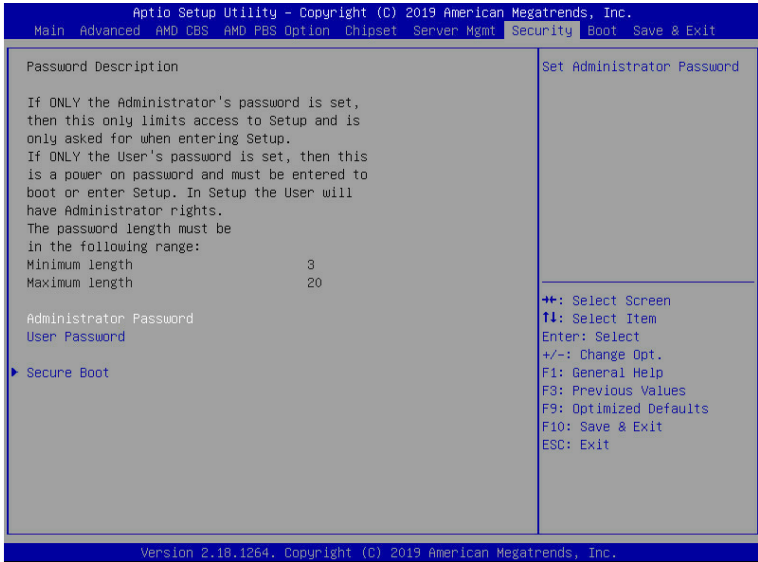 Aptio Setup Utility – Copyright (C) 2019 American Megatrends, Inc.
Main Advanced AMD CBS AMD PBS Option Chipset Server Mgmt Security Boot Save & Exit
Password Description
If ONLY the Administrator's password is set,
then this only limits access to Setup and is
only asked for when entering Setup.
If ONLY the User's password is set, then this
is a power on password and must be entered to
boot or enter Setup. In Setup the User will
have Administrator rights.
The password length must be
in the following range:
Minimum length 3
Maximum length 20
Administrator Password
User Password
Secure Boot
Set Administrator Password
→←: Select Screen
↑↓: Select Item
Enter: Select
+/-: Change Opt.
F1: General Help
F3: Previous Values
F9: Optimized Defaults
F10: Save & Exit
ESC: Exit
Version 2.18.1264. Copyright (C) 2019 American Megatrends, Inc.